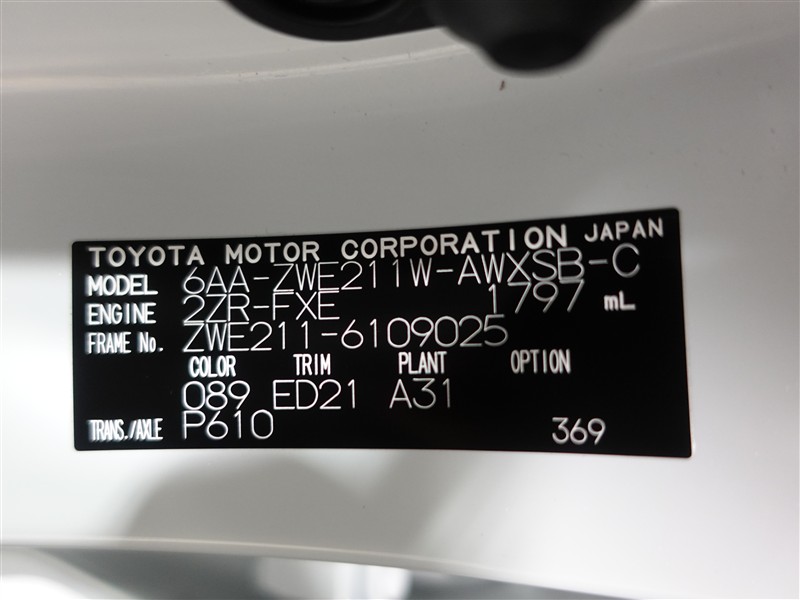 TOYOTA MOTOR CORPORATION JAPAN
MODEL 6AA-ZWE211W-AWXSB-C
ENGINE 2ZR-FXE 1797 mL
FRAME No. ZWE211-6109025
COLOR TRIM PLANT OPTION
089 ED21 A31
TRANS./AXLE P610 369